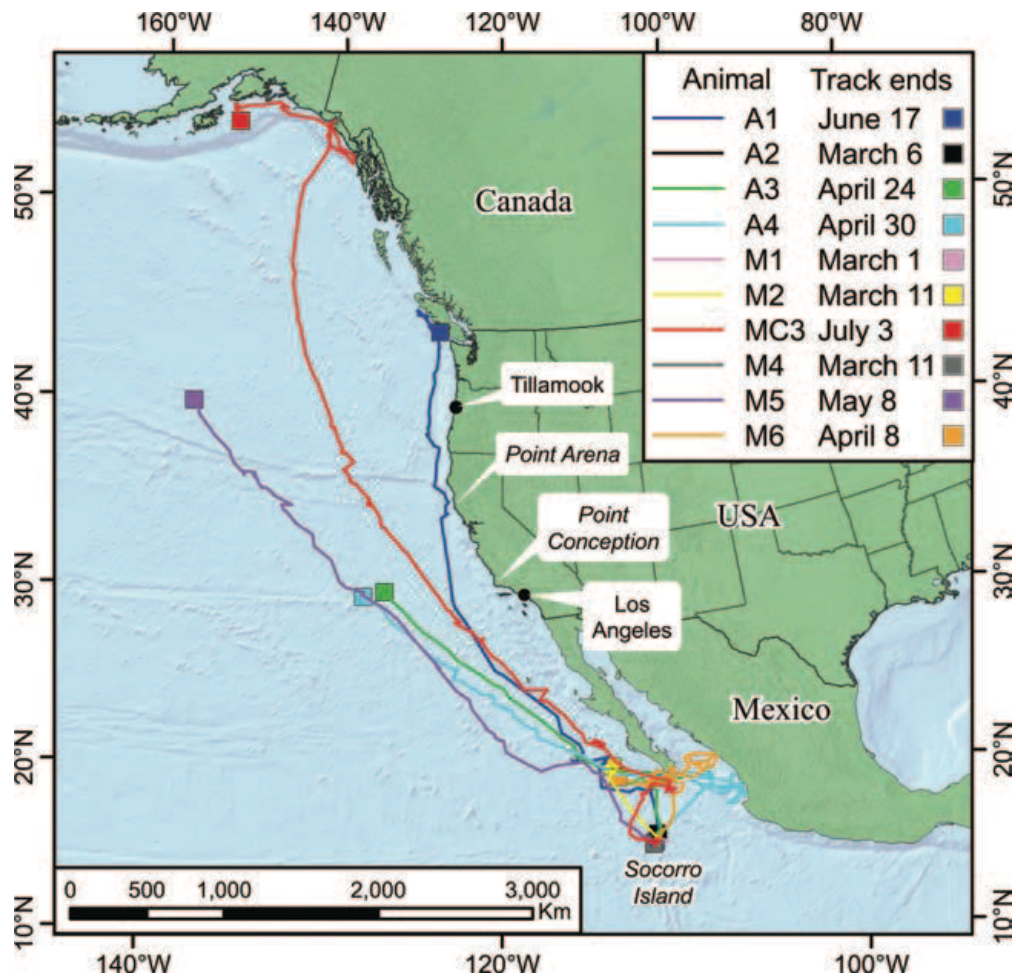 160°W 140°W 120°W 100°W 80°W
Animal Track ends
A1 June 17
A2 March 6
A3 April 24
A4 April 30
M1 March 1
M2 March 11
MC3 July 3
M4 March 11
M5 May 8
M6 April 8
50°N
50°N
Canada
40°N
40°N
Tillamook
Point Arena
Point
Conception
USA
30°N
30°N
Los
Angeles
Mexico
20°N
20°N
Socorro
Island
0 500 1,000 2,000 3,000
Km
10°N
10°N
140°W 120°W 100°W